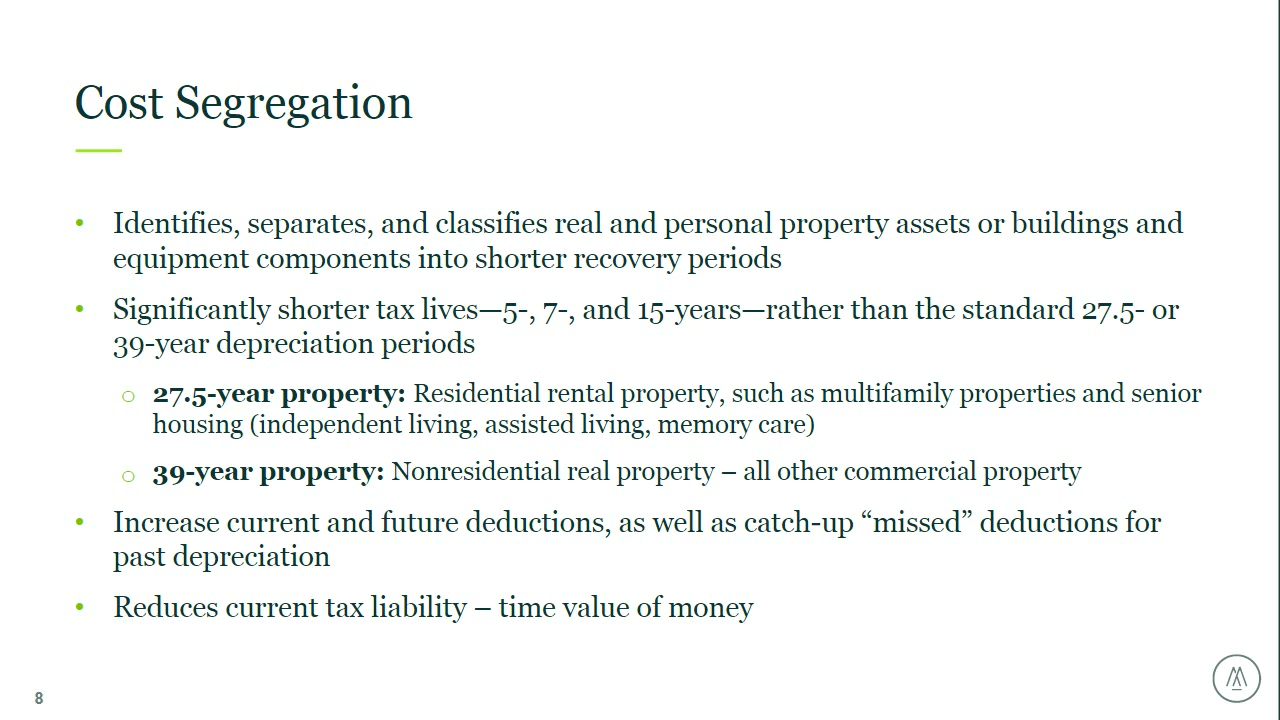 Cost Segregation
• Identifies, separates, and classifies real and personal property assets or buildings and
equipment components into shorter recovery periods
• Significantly shorter tax lives—5-, 7-, and 15-years—rather than the standard 27.5- or
39-year depreciation periods
o 27.5-year property: Residential rental property, such as multifamily properties and senior
housing (independent living, assisted living, memory care)
o 39-year property: Nonresidential real property – all other commercial property
• Increase current and future deductions, as well as catch-up “missed” deductions for
past depreciation
• Reduces current tax liability – time value of money
8